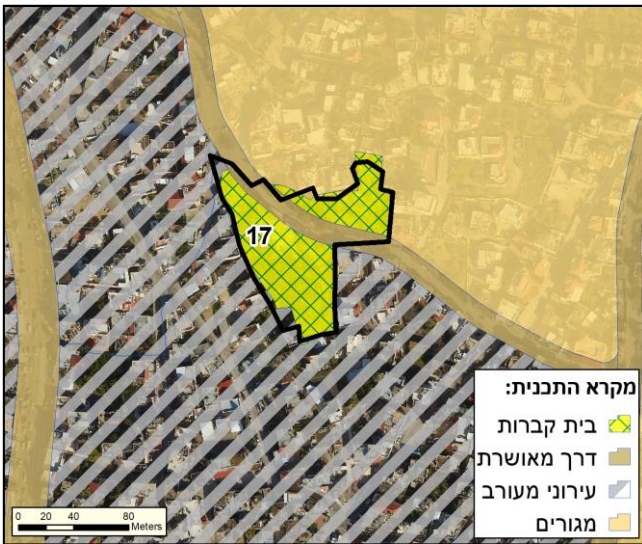 17
מקרא התכנית:
בית קברות
דרך מאושרת
עירוני מעורב
מגורים
0 20 40 80
Meters